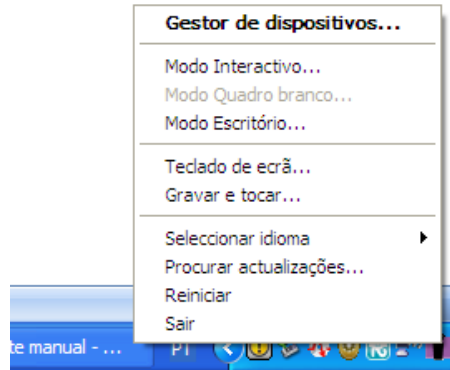 Gestor de dispositivos...
Modo Interactivo...
Modo Quadro branco...
Modo Escritório...
Teclado de ecrã...
Gravar e tocar...
Seleccionar idioma
Procurar actualizações...
Reiniciar
Sair
te manual - ...
PT